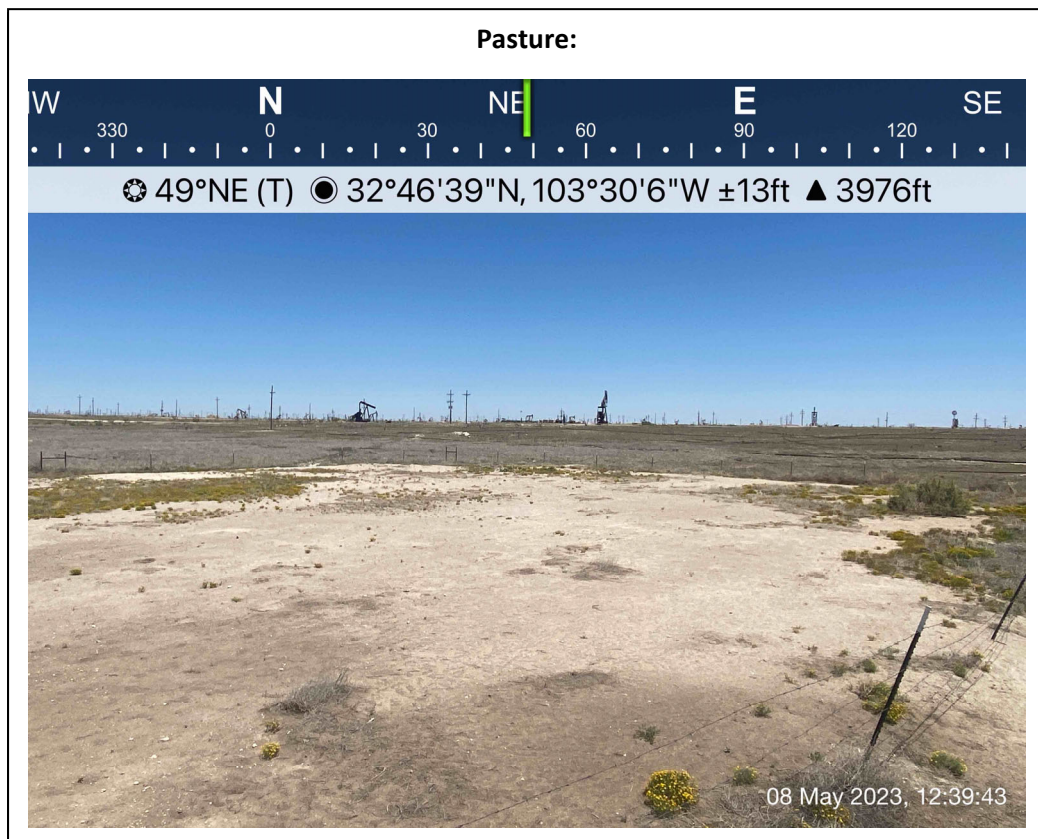 Pasture:
NW N NE E SE
330 0 30 60 90 120
49°NE (T) 32°46'39"N, 103°30'6"W ±13ft ▲ 3976ft
08 May 2023, 12:39:43